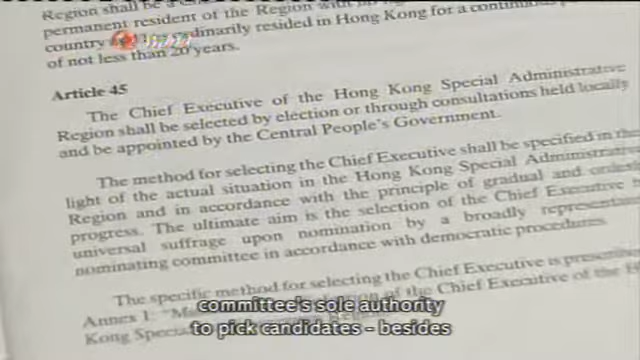 Region shall be
permanent resident of the Region with no
country ordinarily resided in Hong Kong for a continuous
of not less than 20 years.
Article 45
The Chief Executive of the Hong Kong Special Administrative
Region shall be selected by election or through consultations held locally
and be appointed by the Central People's Government.
The method for selecting the Chief Executive shall be specified in the
light of the actual situation in the Hong Kong Special Administrative
Region and in accordance with the principle of gradual and orderly
progress. The ultimate aim is the selection of the Chief Executive
universal suffrage upon nomination by a broadly
nominating committee in accordance with democratic procedures.
The specific method for selecting the Chief Executive is
Annex I: of the Chief Executive of the
Kong Special
committee's sole authority
to pick candidates - besides